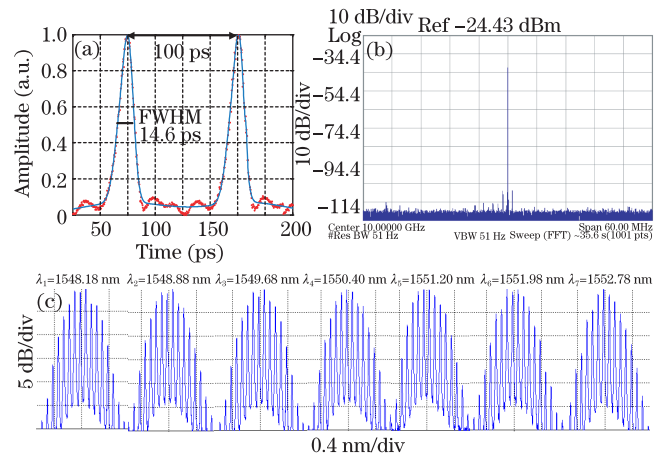 (a)
100 ps
FWHM
14.6 ps
Amplitude (a.u.)
1.0
0.8
0.6
0.4
0.2
0
50 100 150 200
Time (ps)
10 dB/div
Log
Ref −24.43 dBm
(b)
10 dB/div
−34.4
−54.4
−74.4
−94.4
−114
Center 10.00000 GHz Span 60.00 MHz
#Res BW 51 Hz VBW 51 Hz Sweep (FFT) ~35.6 s(1001 pts)
λ1=1548.18 nm λ2=1548.88 nm λ3=1549.68 nm λ4=1550.40 nm λ5=1551.20 nm λ6=1551.98 nm λ7=1552.78 nm
(c)
5 dB/div
0.4 nm/div